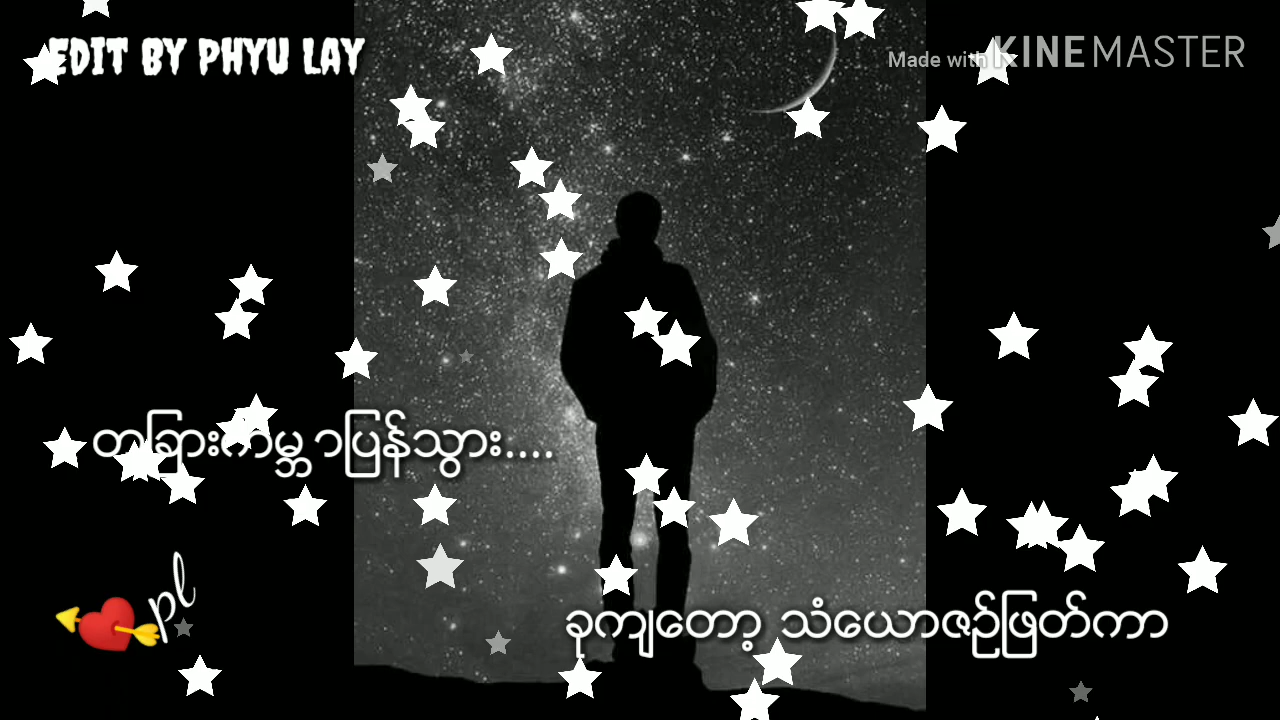 EDIT BY PHYU LAY
Made with KINEMASTER
တခြားကမ္ဘာပြန်သွား....
pl
ခုကျတော့ သံယောဇဉ်ဖြတ်ကာ